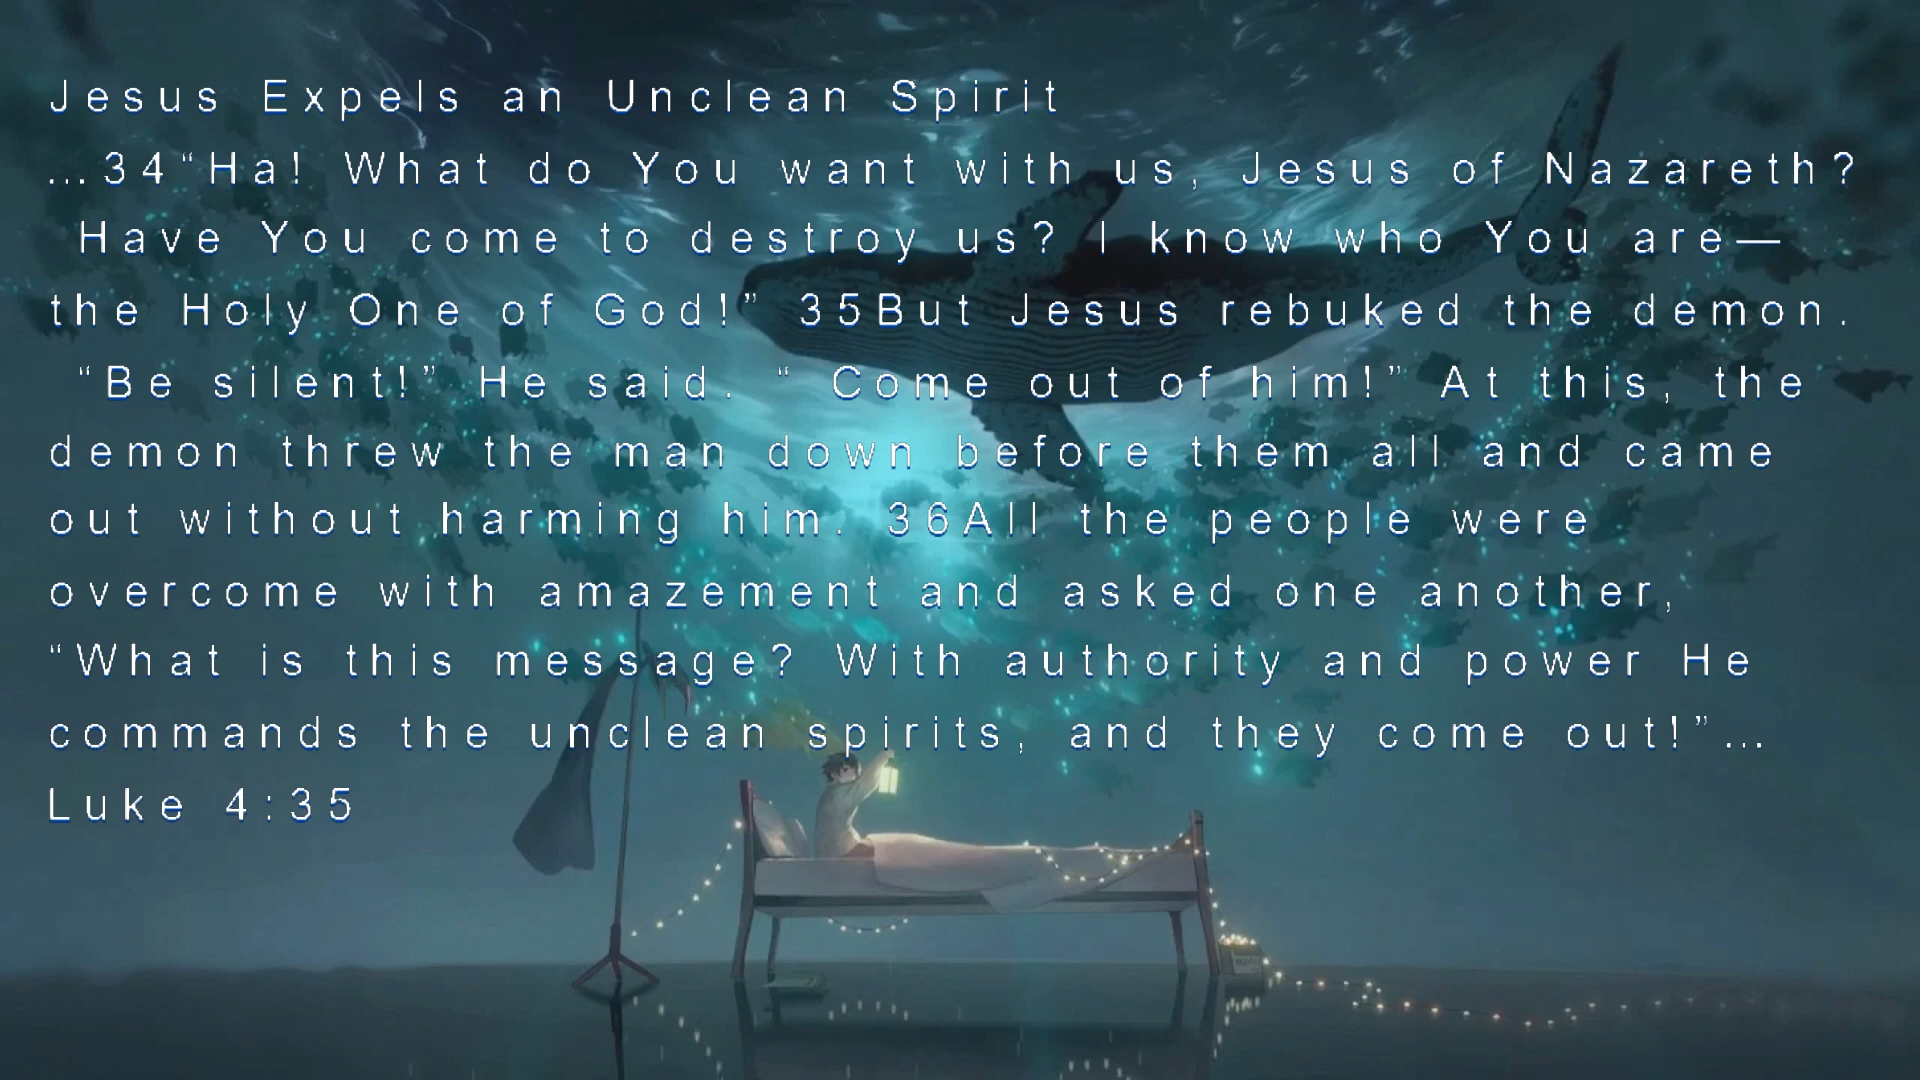 Jesus Expels an Unclean Spirit
…34“Ha! What do You want with us, Jesus of Nazareth?
Have You come to destroy us? I know who You are—
the Holy One of God!” 35But Jesus rebuked the demon.
“Be silent!” He said. “ Come out of him!” At this, the
demon threw the man down before them all and came
out without harming him. 36All the people were
overcome with amazement and asked one another,
“What is this message? With authority and power He
commands the unclean spirits, and they come out!”…
Luke 4:35